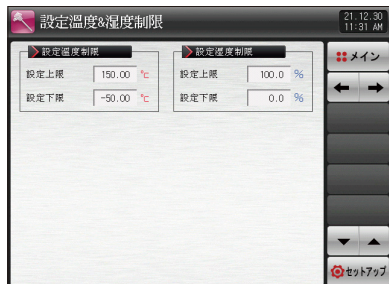 設定溫度&湿度制限
21.12.30
11:31 AM
設定溫度制限
設定上限 150.00 ℃
設定下限 -50.00 ℃
設定湿度制限
設定上限 100.0 %
設定下限 0.0 %
メイン
セットアップ